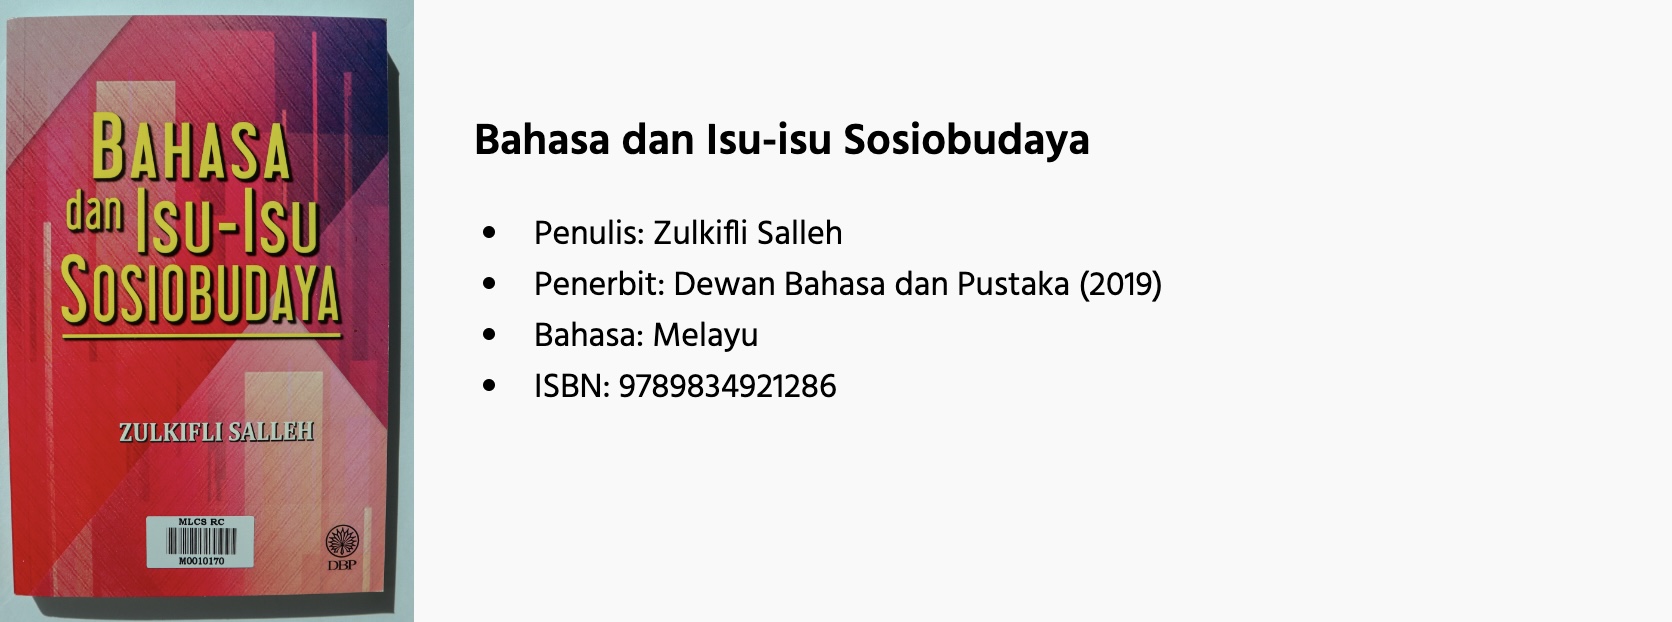 BAHASA
dan ISU-ISU
SOSIOBUDAYA
ZULKIFLI SALLEH
MLCS RC
M0010170
DBP
Bahasa dan Isu-isu Sosiobudaya
• Penulis: Zulkifli Salleh
• Penerbit: Dewan Bahasa dan Pustaka (2019)
• Bahasa: Melayu
• ISBN: 9789834921286